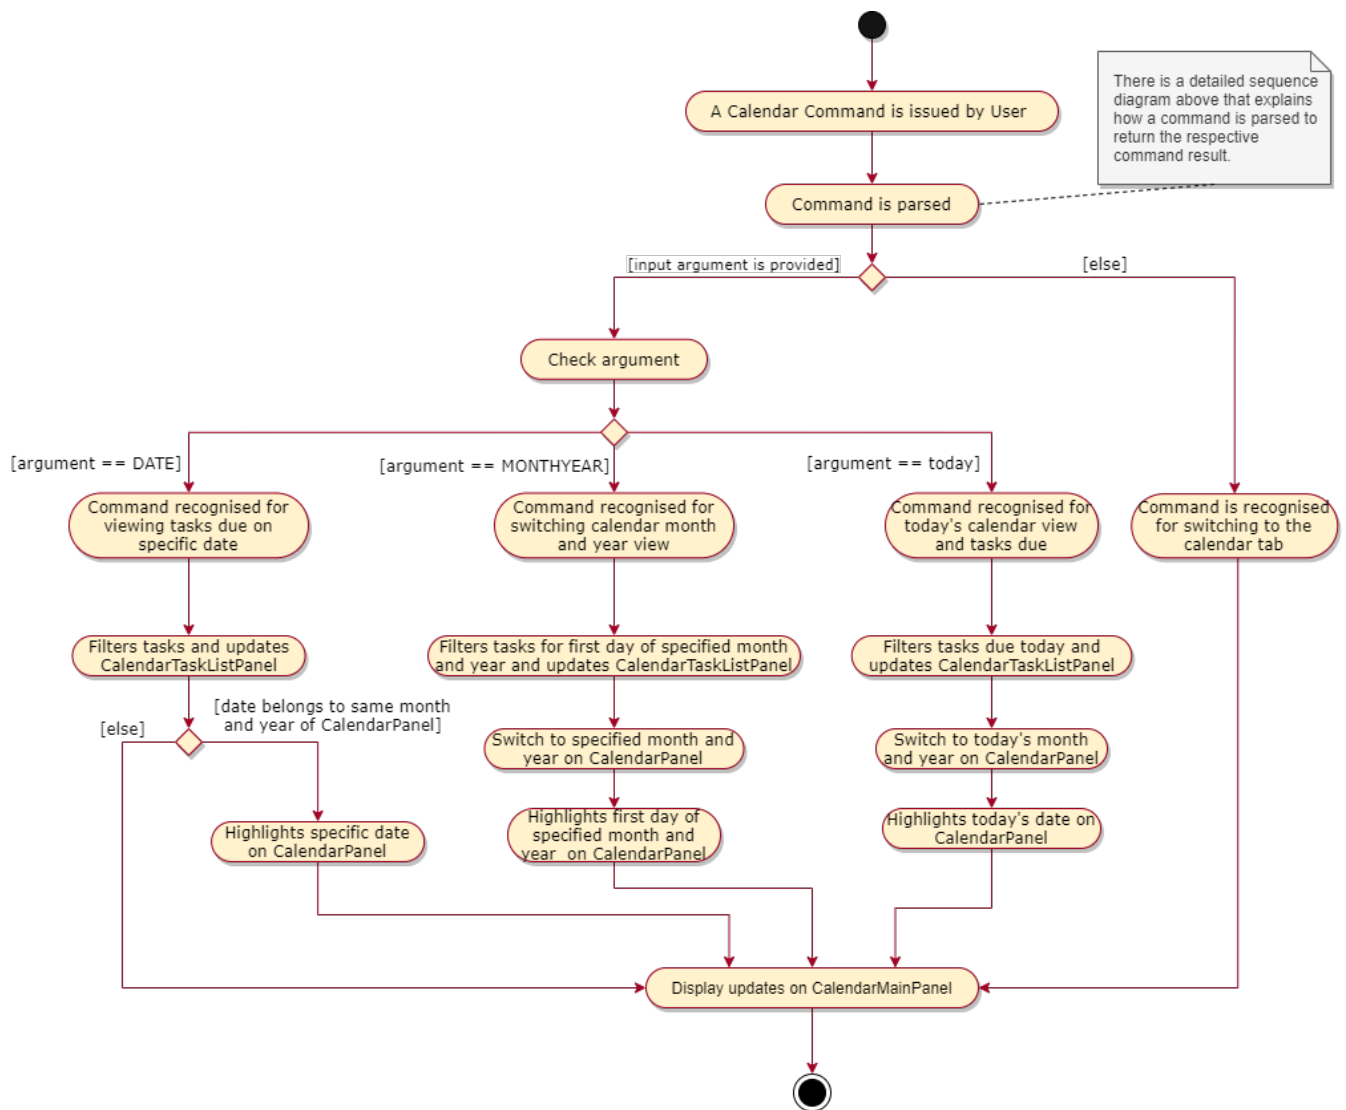 There is a detailed sequence
diagram above that explains
how a command is parsed to
return the respective
command result.
A Calendar Command is issued by User
Command is parsed
[input argument is provided]
[else]
Check argument
[argument == DATE]
[argument == MONTHYEAR]
[argument == today]
Command recognised for
viewing tasks due on
specific date
Command recognised for
switching calendar month
and year view
Command recognised for
today's calendar view
and tasks due
Command is recognised
for switching to the
calendar tab
Filters tasks and updates
CalendarTaskListPanel
Filters tasks for first day of specified month
and year and updates CalendarTaskListPanel
Filters tasks due today and
updates CalendarTaskListPanel
[else]
[date belongs to same month
and year of CalendarPanel]
Switch to specified month and
year on CalendarPanel
Switch to today's month
and year on CalendarPanel
Highlights specific date
on CalendarPanel
Highlights first day of
specified month and
year  on CalendarPanel
Highlights today's date on
CalendarPanel
Display updates on CalendarMainPanel